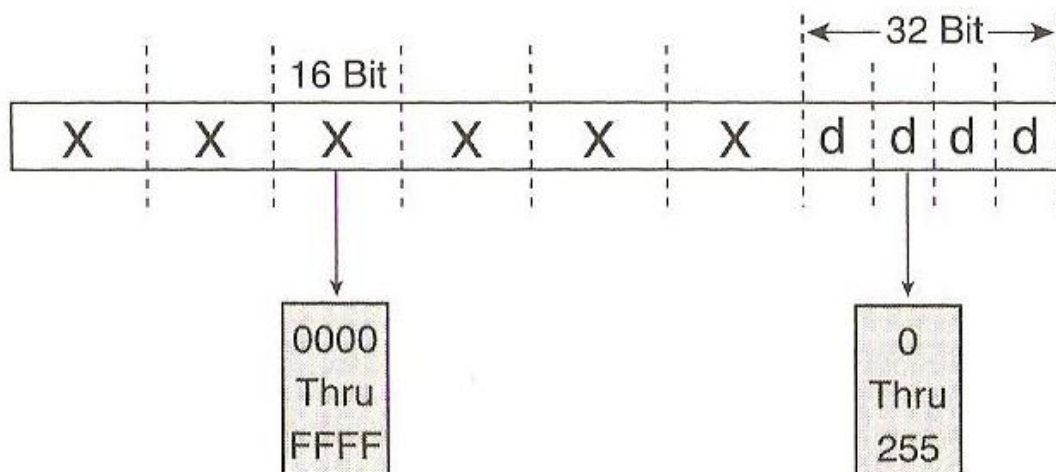 32 Bit
16 Bit
X X X X X X d d d d
0000
Thru
FFFF
0
Thru
255